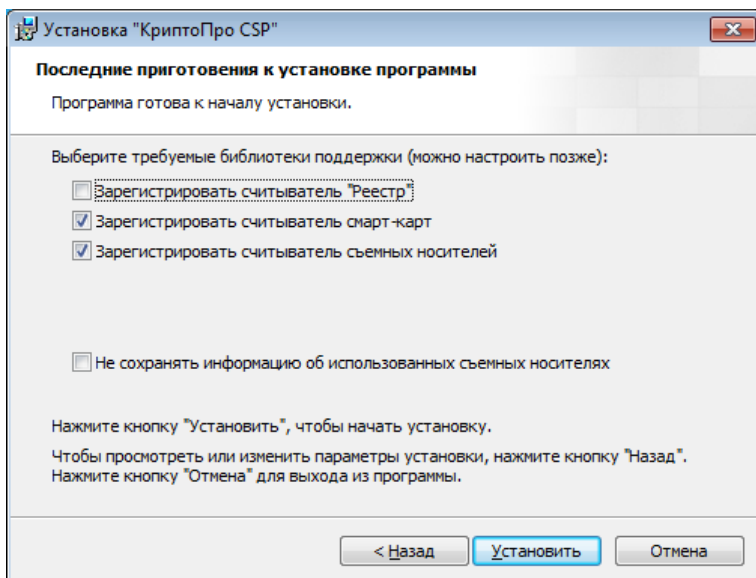 Установка "КриптоПро CSP"
Последние приготовения к установке программы
Программа готова к началу установки.
Выберите требуемые библиотеки поддержки (можно настроить позже):
Зарегистрировать считыватель "Реестр"
Зарегистрировать считыватель смарт-карт
Зарегистрировать считыватель съемных носителей
Не сохранять информацию об использованных съемных носителях
Нажмите кнопку "Установить", чтобы начать установку.
Чтобы просмотреть или изменить параметры установки, нажмите кнопку "Назад".
Нажмите кнопку "Отмена" для выхода из программы.
< Назад Установить Отмена